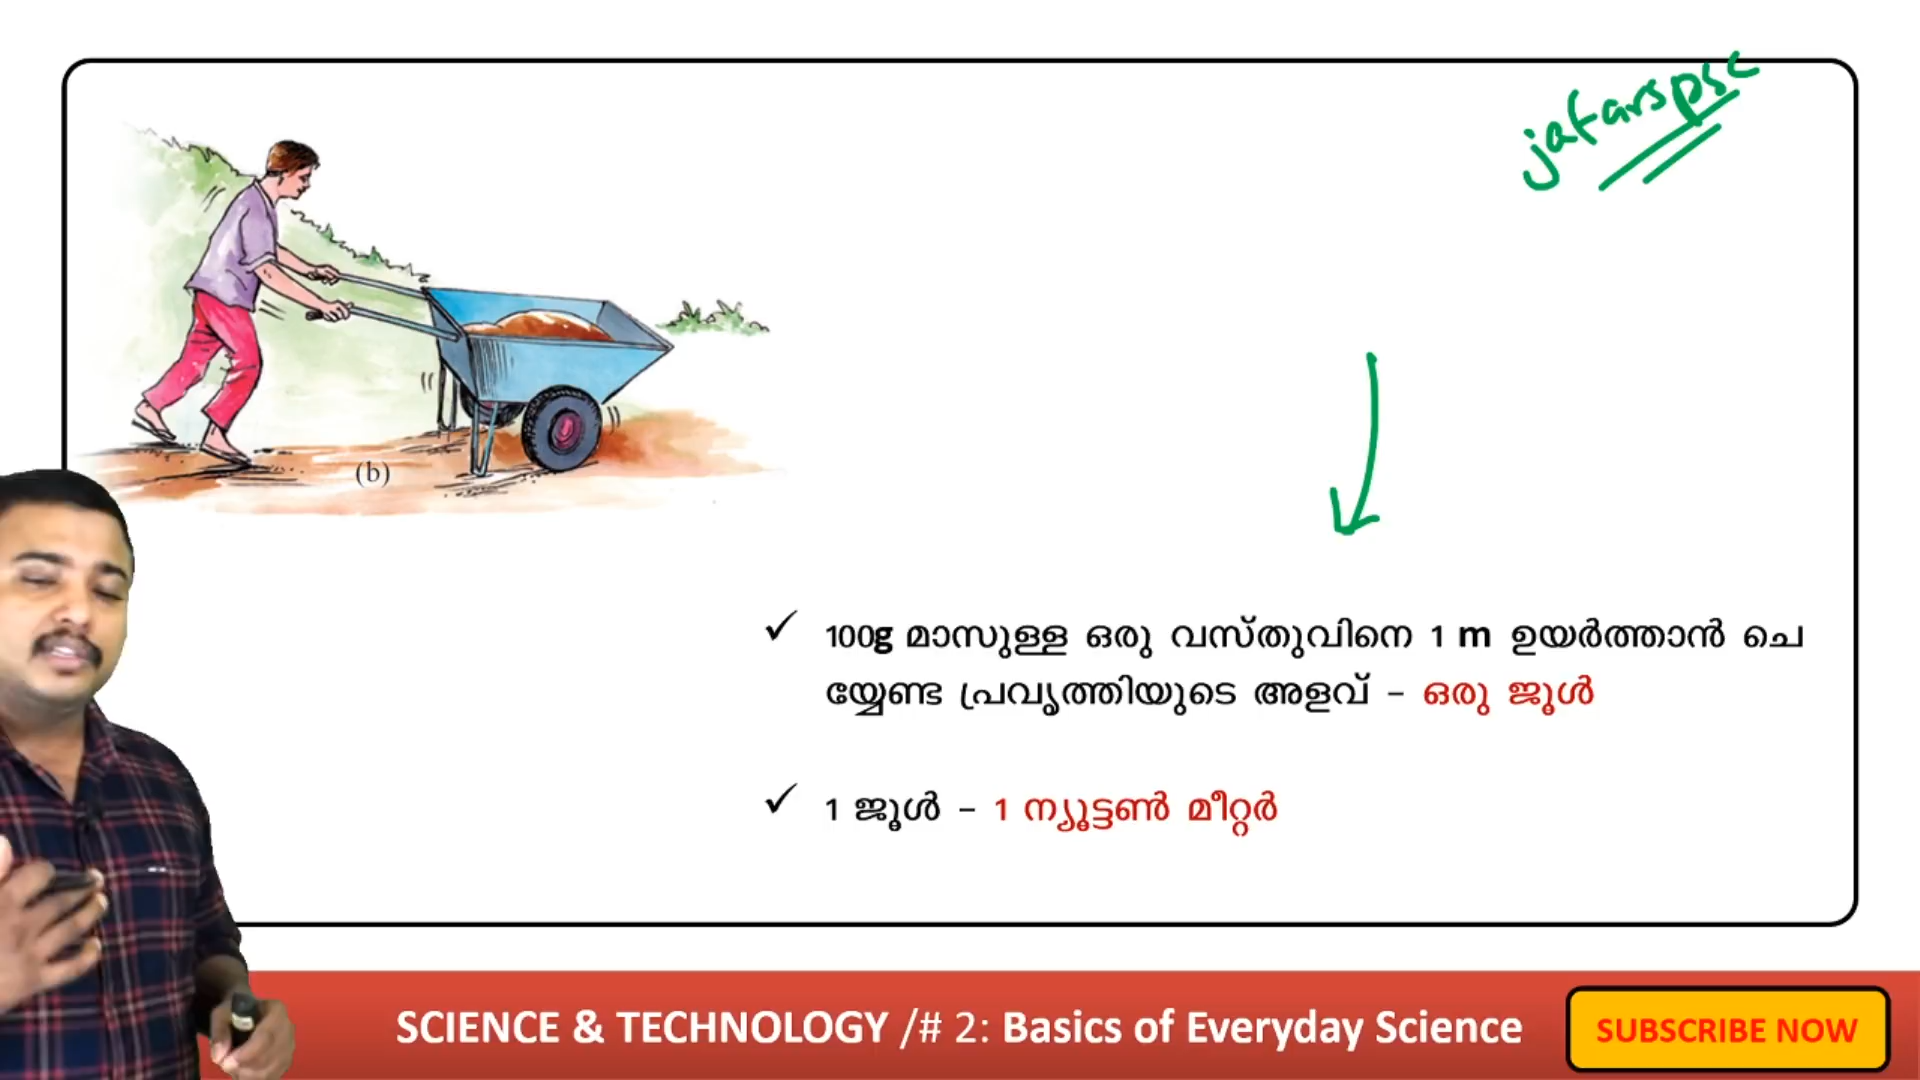 jafarspsc
(b)
✓ 100g മാസുള്ള ഒരു വസ്തുവിനെ 1 m ഉയർത്താൻ ചെ
യ്യേണ്ട പ്രവൃത്തിയുടെ അളവ് – ഒരു ജൂൾ
✓ 1 ജൂൾ – 1 ന്യൂട്ടൺ മീറ്റർ
SCIENCE & TECHNOLOGY /# 2: Basics of Everyday Science
SUBSCRIBE NOW